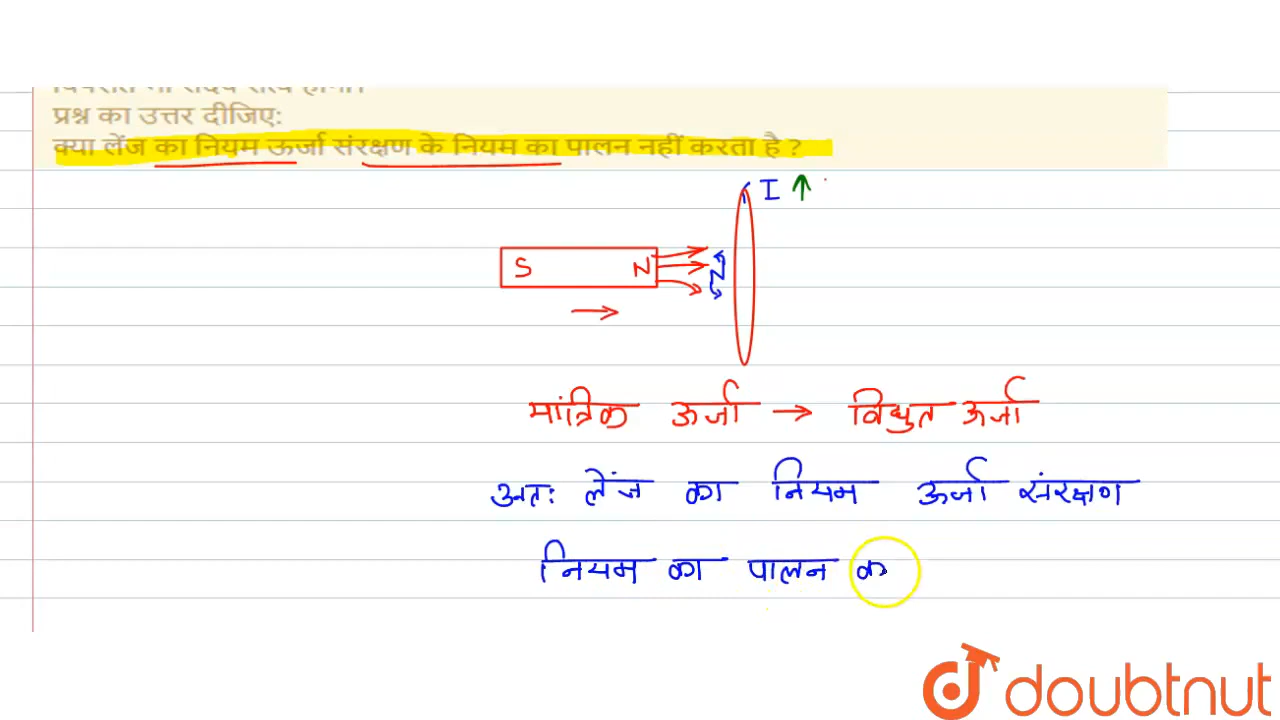 प्रश्न का उत्तर दीजिए:
क्या लेंज का नियम ऊर्जा संरक्षण के नियम का पालन नहीं करता है ?
I
S N N
यांत्रिक ऊर्जा → विद्युत ऊर्जा
अतः लेंज का नियम ऊर्जा संरक्षण
नियम का पालन क
doubtnut